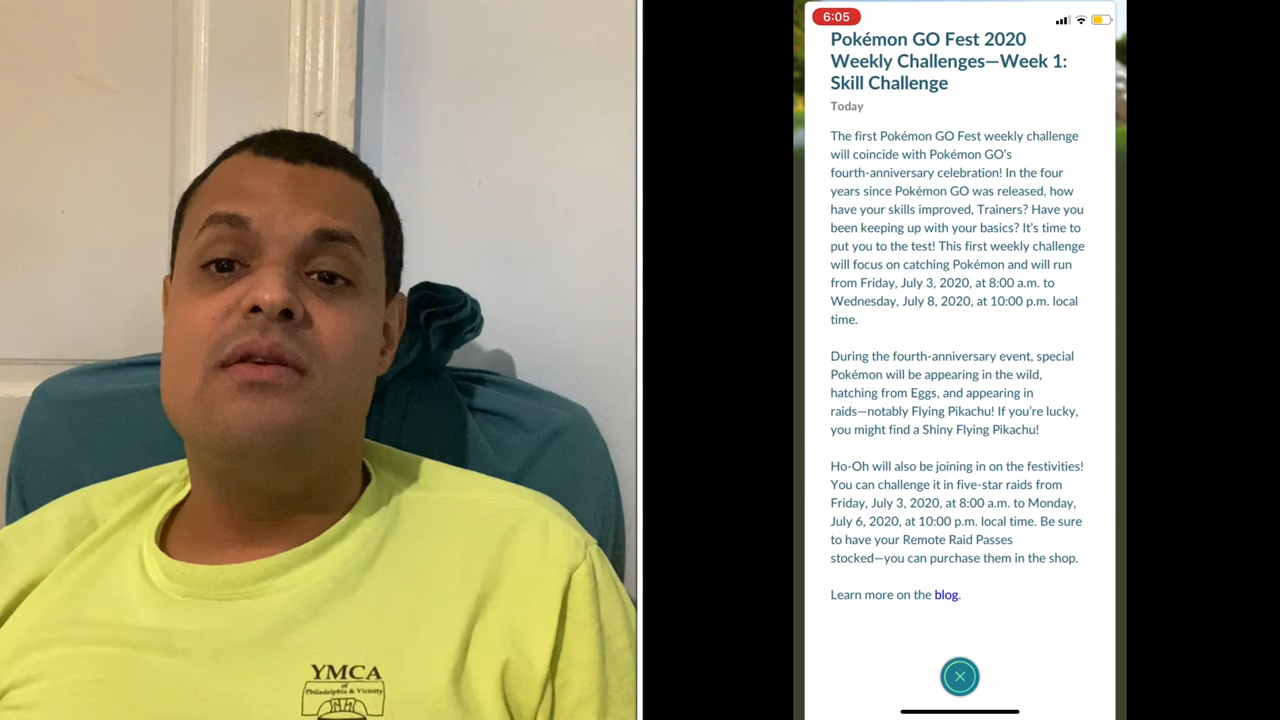 YMCA
of
Philadelphia & Vicinity
6:05
Pokémon GO Fest 2020
Weekly Challenges—Week 1:
Skill Challenge
Today
The first Pokémon GO Fest weekly challenge
will coincide with Pokémon GO's
fourth-anniversary celebration! In the four
years since Pokémon GO was released, how
have your skills improved, Trainers? Have you
been keeping up with your basics? It's time to
put you to the test! This first weekly challenge
will focus on catching Pokémon and will run
from Friday, July 3, 2020, at 8:00 a.m. to
Wednesday, July 8, 2020, at 10:00 p.m. local
time.
During the fourth-anniversary event, special
Pokémon will be appearing in the wild,
hatching from Eggs, and appearing in
raids—notably Flying Pikachu! If you're lucky,
you might find a Shiny Flying Pikachu!
Ho-Oh will also be joining in on the festivities!
You can challenge it in five-star raids from
Friday, July 3, 2020, at 8:00 a.m. to Monday,
July 6, 2020, at 10:00 p.m. local time. Be sure
to have your Remote Raid Passes
stocked—you can purchase them in the shop.
Learn more on the blog.